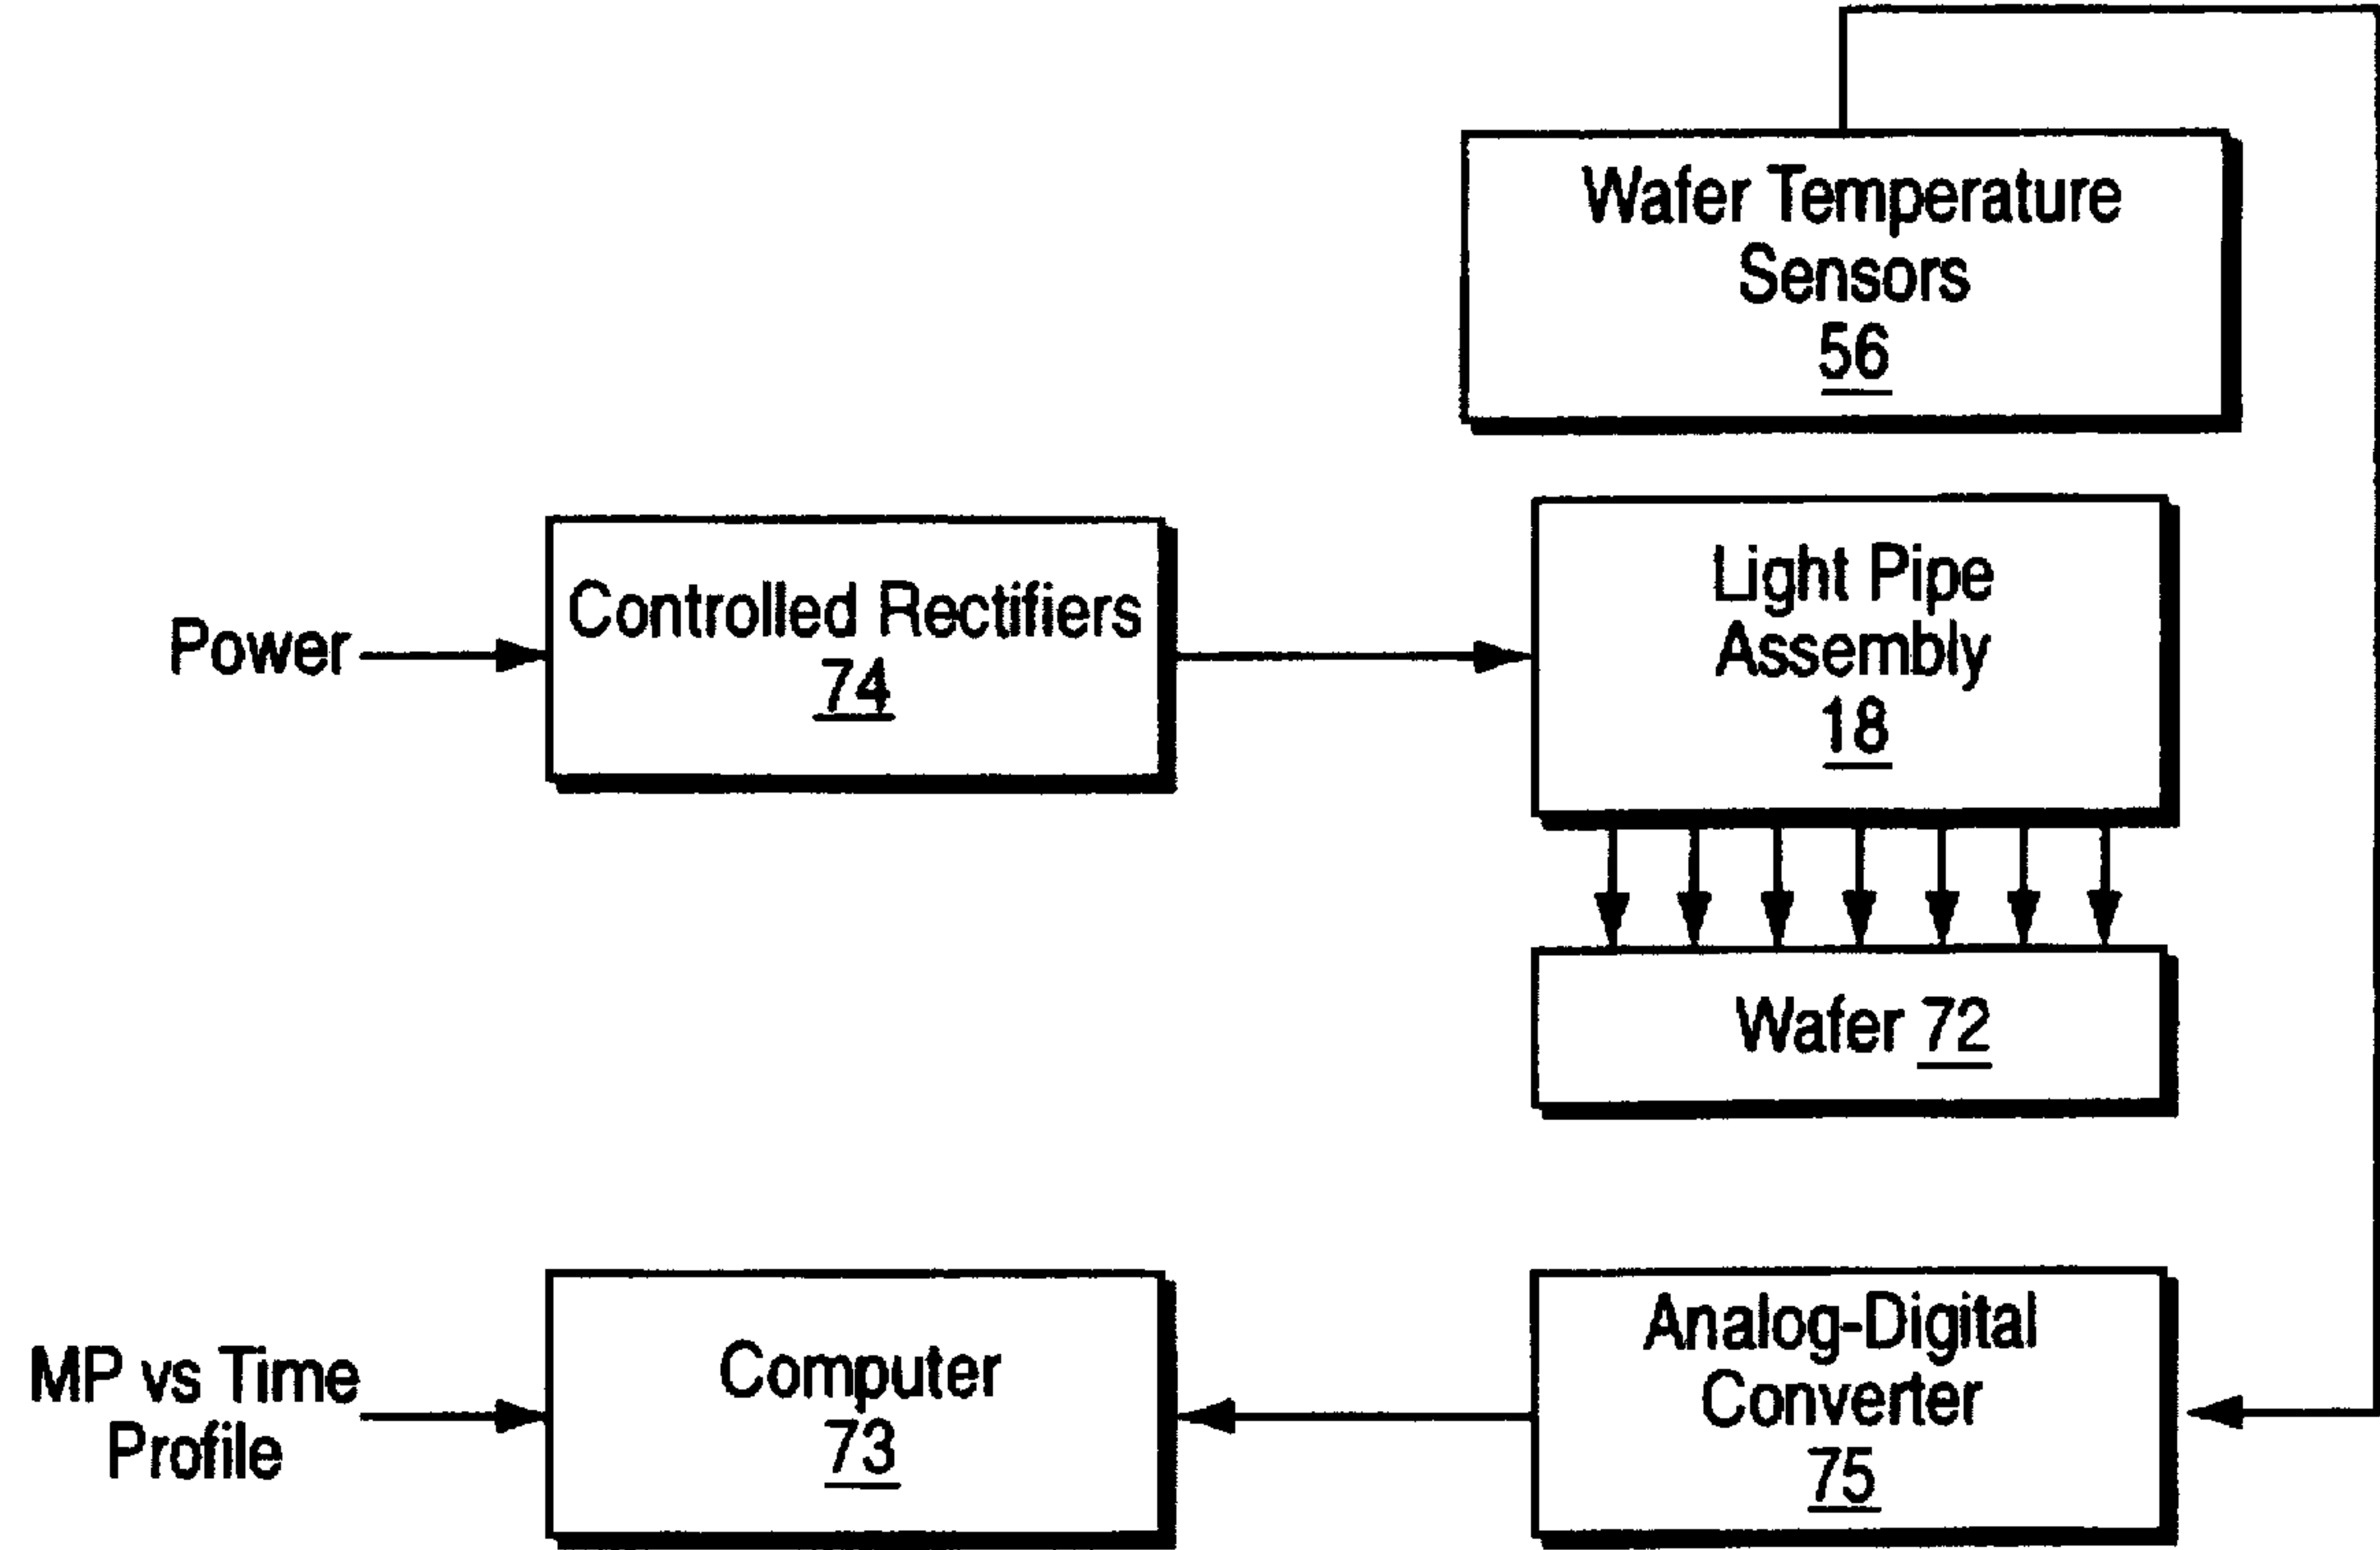 Wafer Temperature
Sensors
56
Power
Controlled Rectifiers
74
Light Pipe
Assembly
18
Wafer 72
MP vs Time
Profile
Computer
73
Analog-Digital
Converter
75